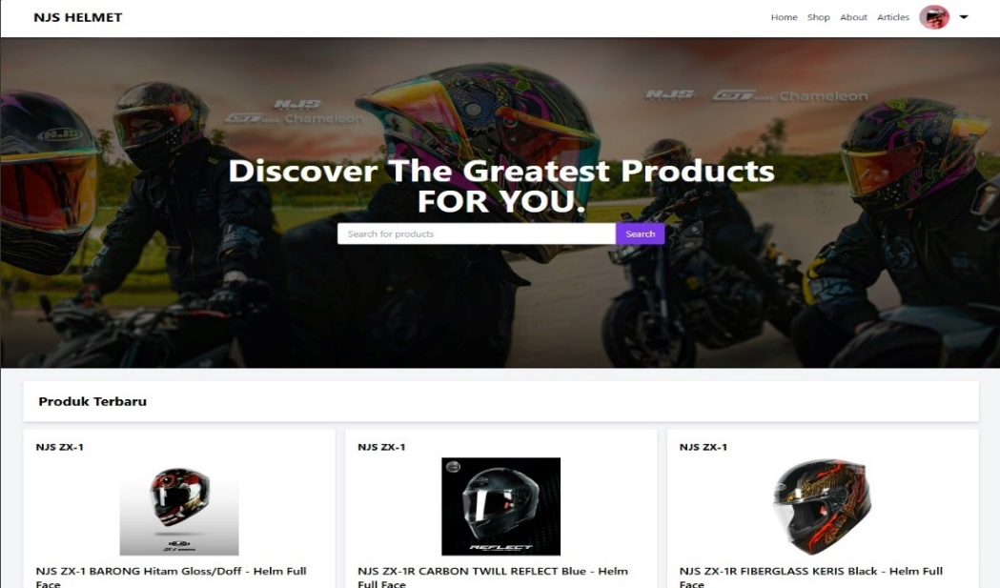 NJS HELMET
Home Shop About Articles
NJS
Chameleon
NJS
Chameleon
NJS
Discover The Greatest Products
FOR YOU.
Search for products Search
Produk Terbaru
NJS ZX-1
NJS ZX-1
NJS ZX-1
NJS
REFLECT
NJS ZX-1 BARONG Hitam Gloss/Doff - Helm Full
Face
NJS ZX-1R CARBON TWILL REFLECT Blue - Helm
Full Face
NJS ZX-1R FIBERGLASS KERIS Black - Helm Full
Face